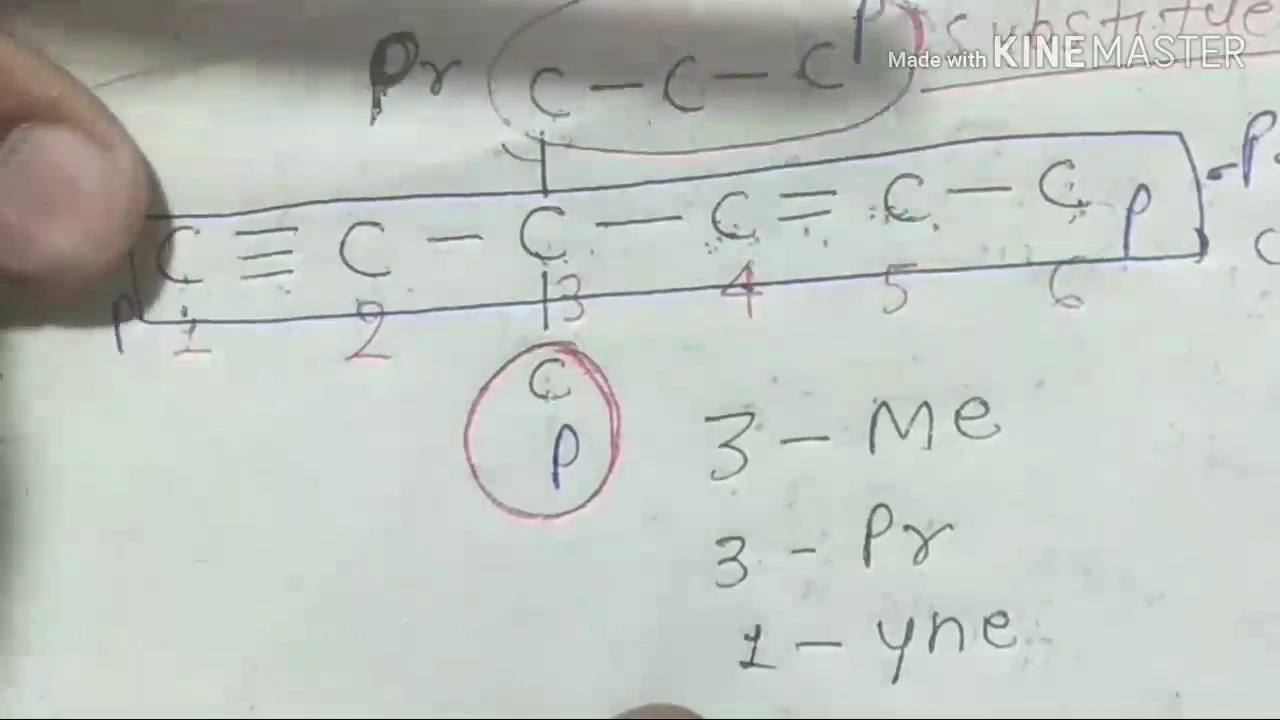 substitue
Made with KINEMASTER
Pr C - C - C P
C ≡ C - C - C = C - C P
P 1 2 3 4 5 6
C
P
3 - Me
3 - Pr
1 - yne